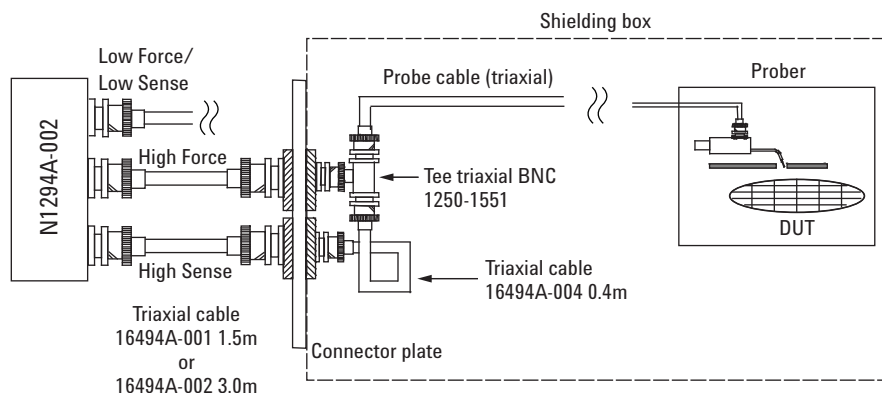 Shielding box
Low Force/
Low Sense
Probe cable (triaxial)
Prober
N1294A-002
High Force
Tee triaxial BNC
1250-1551
DUT
High Sense
Triaxial cable
16494A-004 0.4m
Triaxial cable
16494A-001 1.5m
or
16494A-002 3.0m
Connector plate